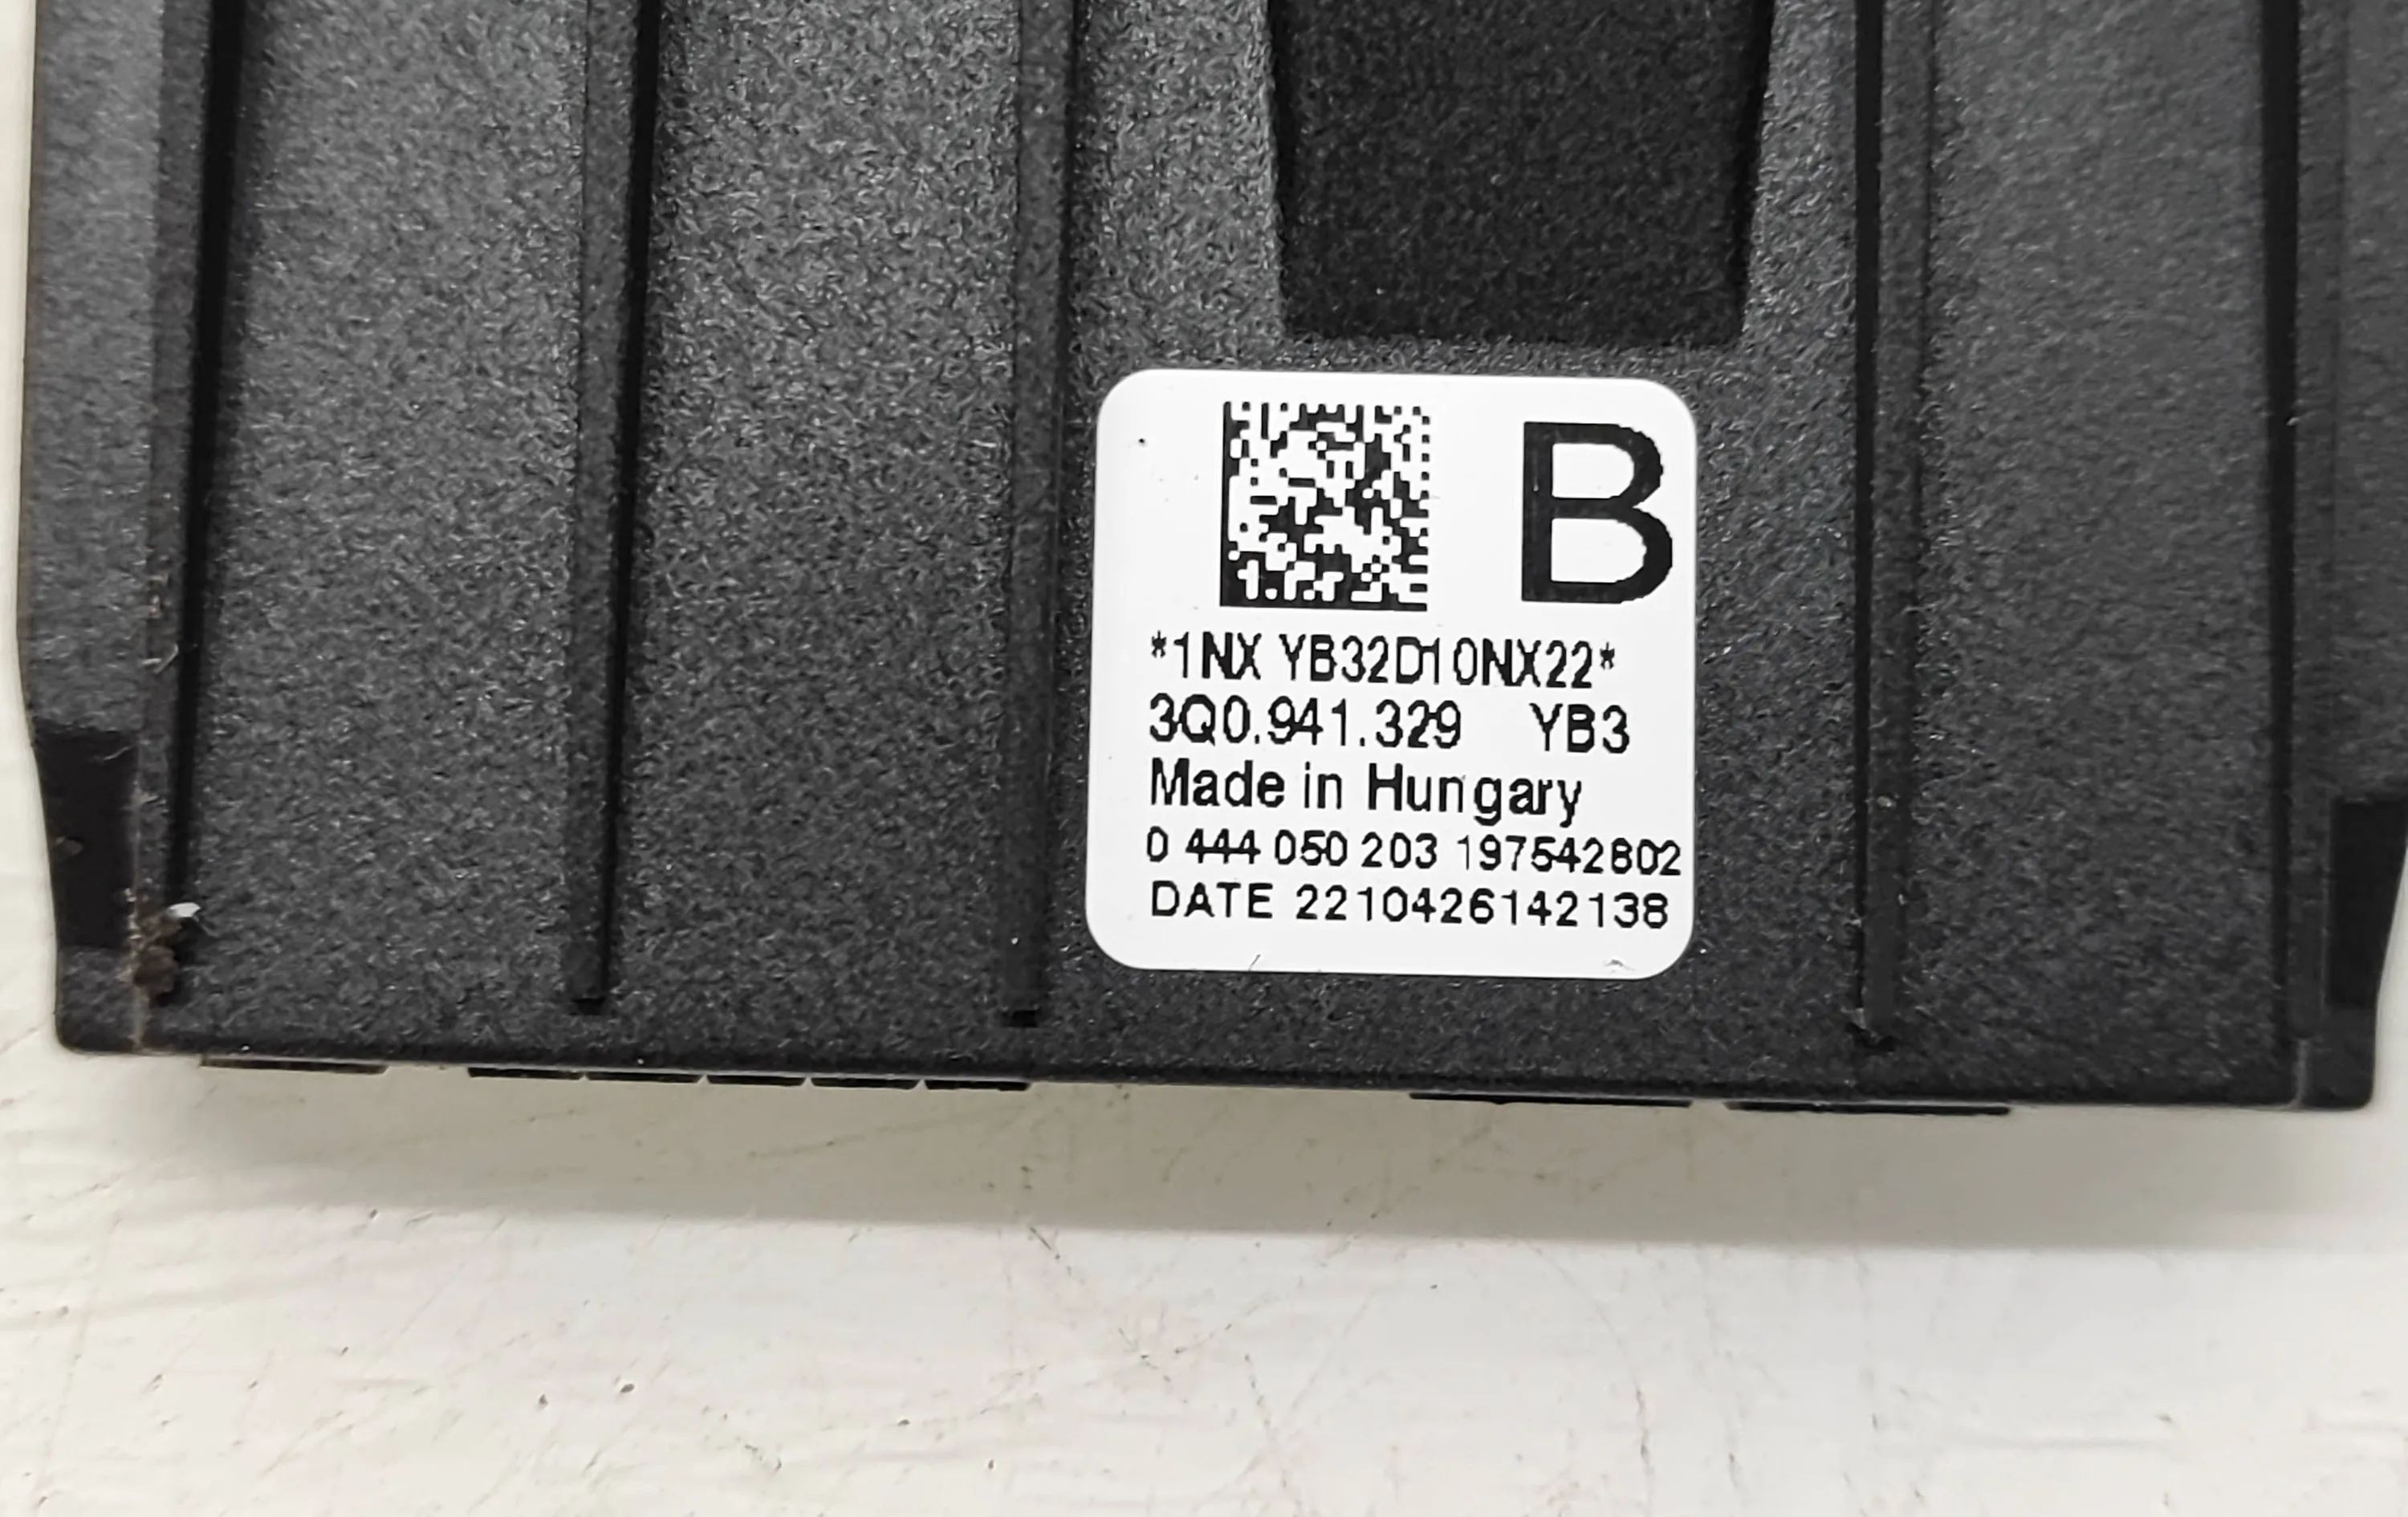 B
*1NX YB32D10NX22*
3Q0.941.329 YB3
Made in Hungary
0 444 050 203 197542802
DATE 2210426142138